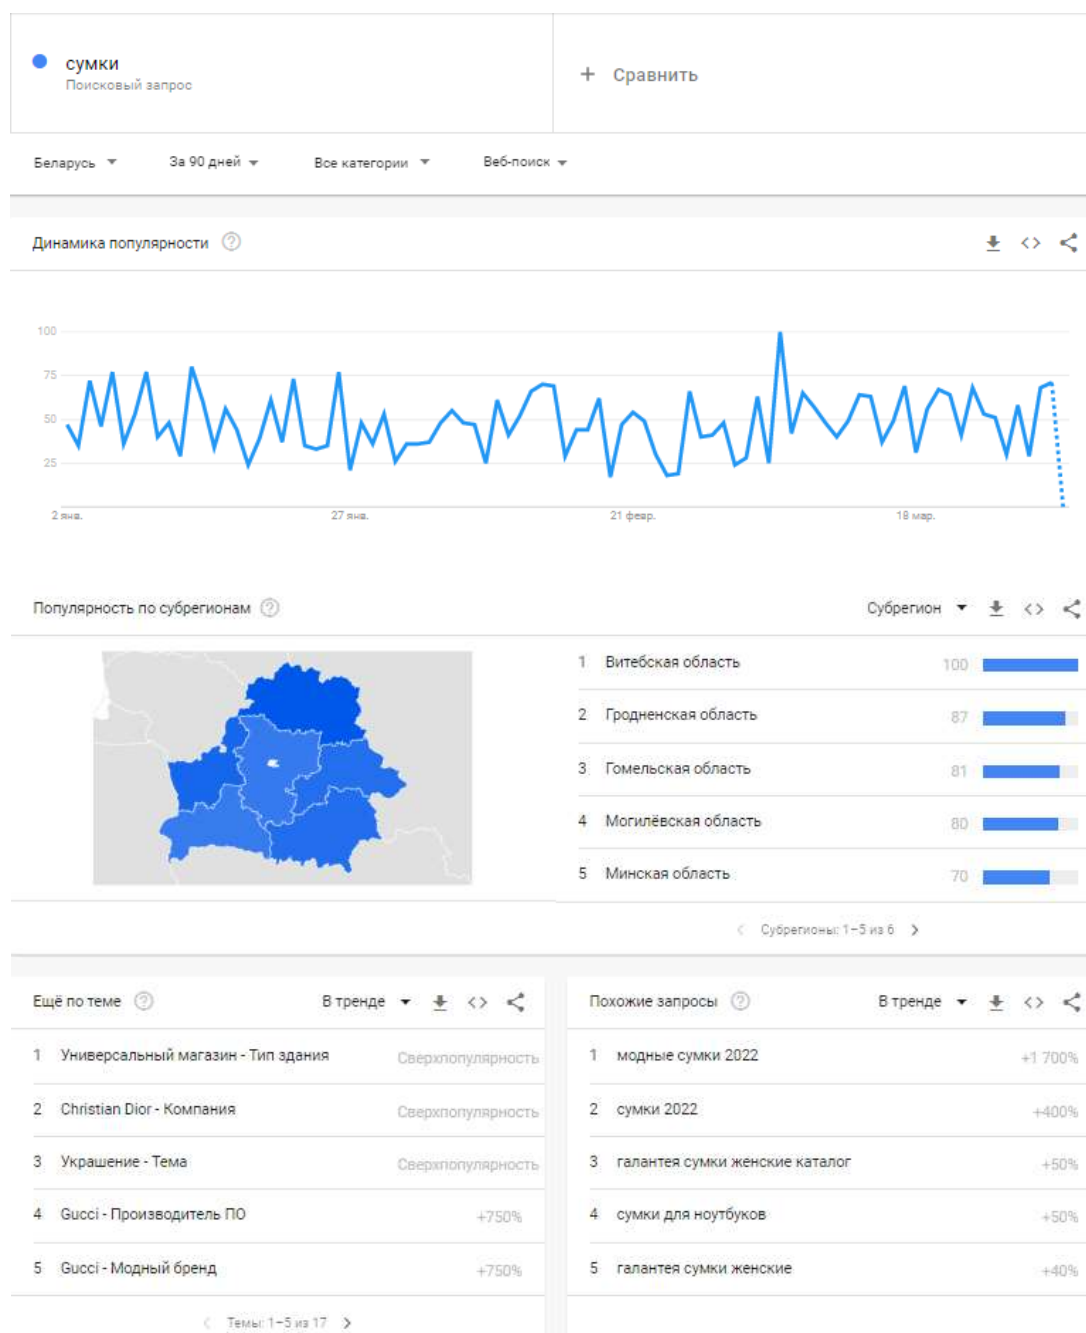 сумки
Поисковый запрос
+ Сравнить
Беларусь За 90 дней Все категории Веб-поиск
Динамика популярности
100
75
50
25
2 янв. 27 янв. 21 февр. 18 мар.
Популярность по субрегионам
Субрегион
1 Витебская область 100
2 Гродненская область 87
3 Гомельская область 81
4 Могилёвская область 80
5 Минская область 70
Субрегионы: 1–5 из 6
Ещё по теме
В тренде
1 Универсальный магазин - Тип здания Сверхпопулярность
2 Christian Dior - Компания Сверхпопулярность
3 Украшение - Тема Сверхпопулярность
4 Gucci - Производитель ПО +750%
5 Gucci - Модный бренд +750%
Темы: 1–5 из 17
Похожие запросы
В тренде
1 модные сумки 2022 +1 700%
2 сумки 2022 +400%
3 галантея сумки женские каталог +50%
4 сумки для ноутбуков +50%
5 галантея сумки женские +40%